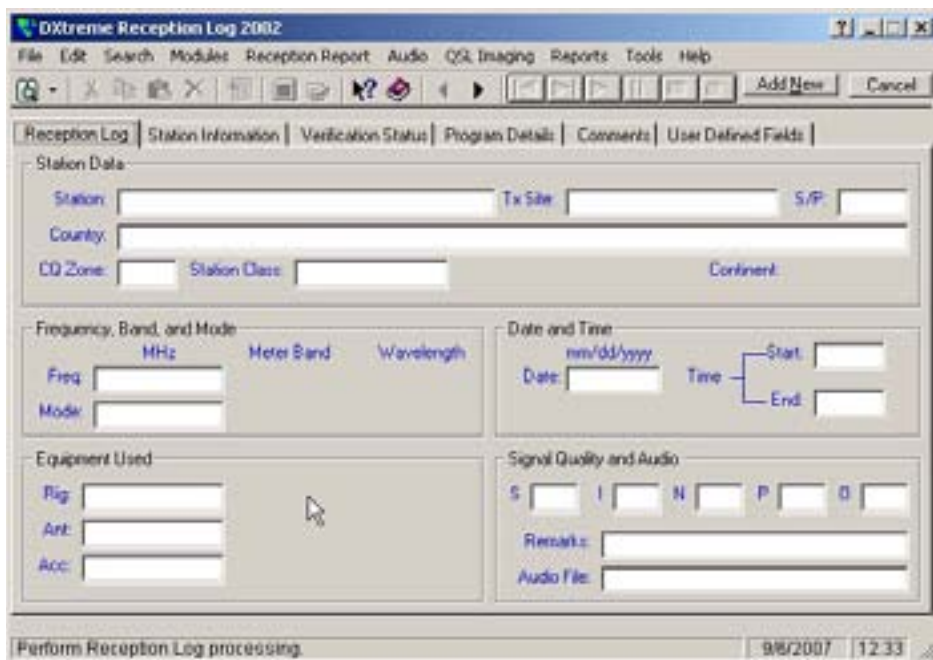 DXtreme Reception Log 2002
File Edit Search Modules Reception Report Audio QSL Imaging Reports Tools Help
Add New Cancel
Reception Log Station Information Verification Status Program Details Comments User Defined Fields
Station Data
Station: Tx Site: S/P:
Country:
CQ Zone: Station Class: Continent:
Frequency, Band, and Mode
MHz Meter Band Wavelength
Freq:
Mode:
Date and Time
mm/dd/yyyy
Date: Time Start:
End:
Equipment Used
Rig:
Ant:
Acc:
Signal Quality and Audio
S I N P O
Remarks:
Audio File:
Perform Reception Log processing. 9/8/2007 12:33